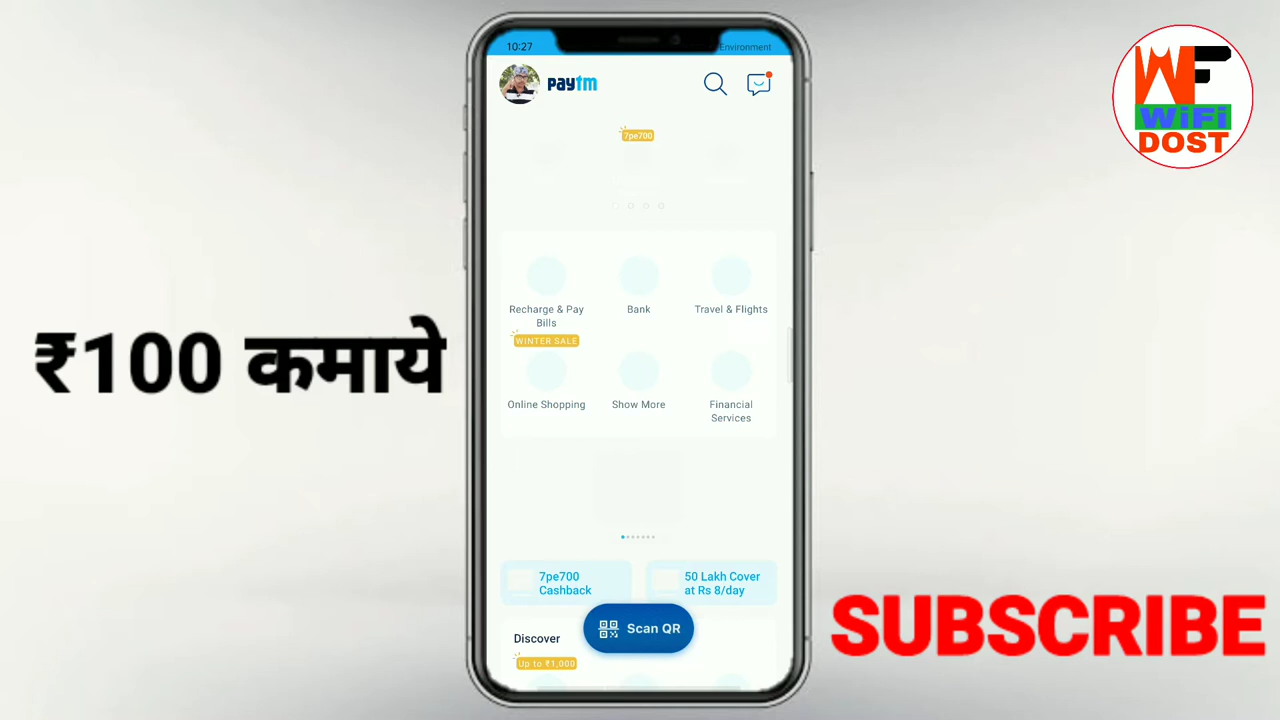 10:27
Environment
paytm
7pe700
WF
WiFi
DOST
Recharge & Pay
Bills
Bank
Travel & Flights
WINTER SALE
Online Shopping
Show More
Financial
Services
₹100 कमाये
7pe700
Cashback
50 Lakh Cover
at Rs 8/day
Scan QR
Discover
Up to ₹1,000
SUBSCRIBE